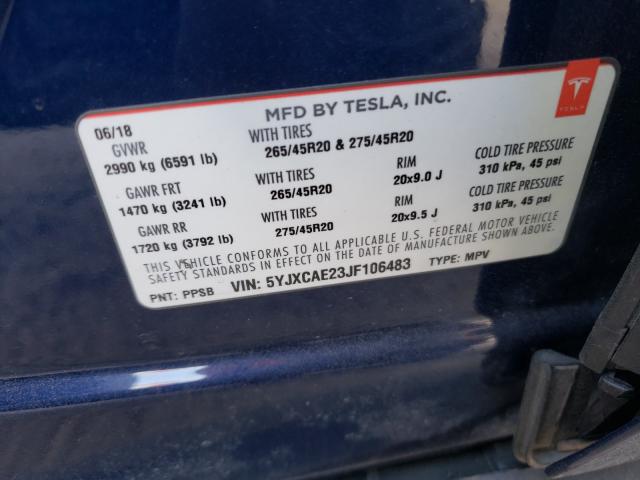 MFD BY TESLA, INC.
TESLA
06/18
GVWR WITH TIRES
2990 kg (6591 lb) 265/45R20 & 275/45R20
GAWR FRT WITH TIRES RIM COLD TIRE PRESSURE
1470 kg (3241 lb) 265/45R20 20x9.0 J 310 kPa, 45 psi
GAWR RR WITH TIRES RIM COLD TIRE PRESSURE
1720 kg (3792 lb) 275/45R20 20x9.5 J 310 kPa, 45 psi
THIS VEHICLE CONFORMS TO ALL APPLICABLE U.S. FEDERAL MOTOR VEHICLE
SAFETY STANDARDS IN EFFECT ON THE DATE OF MANUFACTURE SHOWN ABOVE.
PNT: PPSB VIN: 5YJXCAE23JF106483 TYPE: MPV